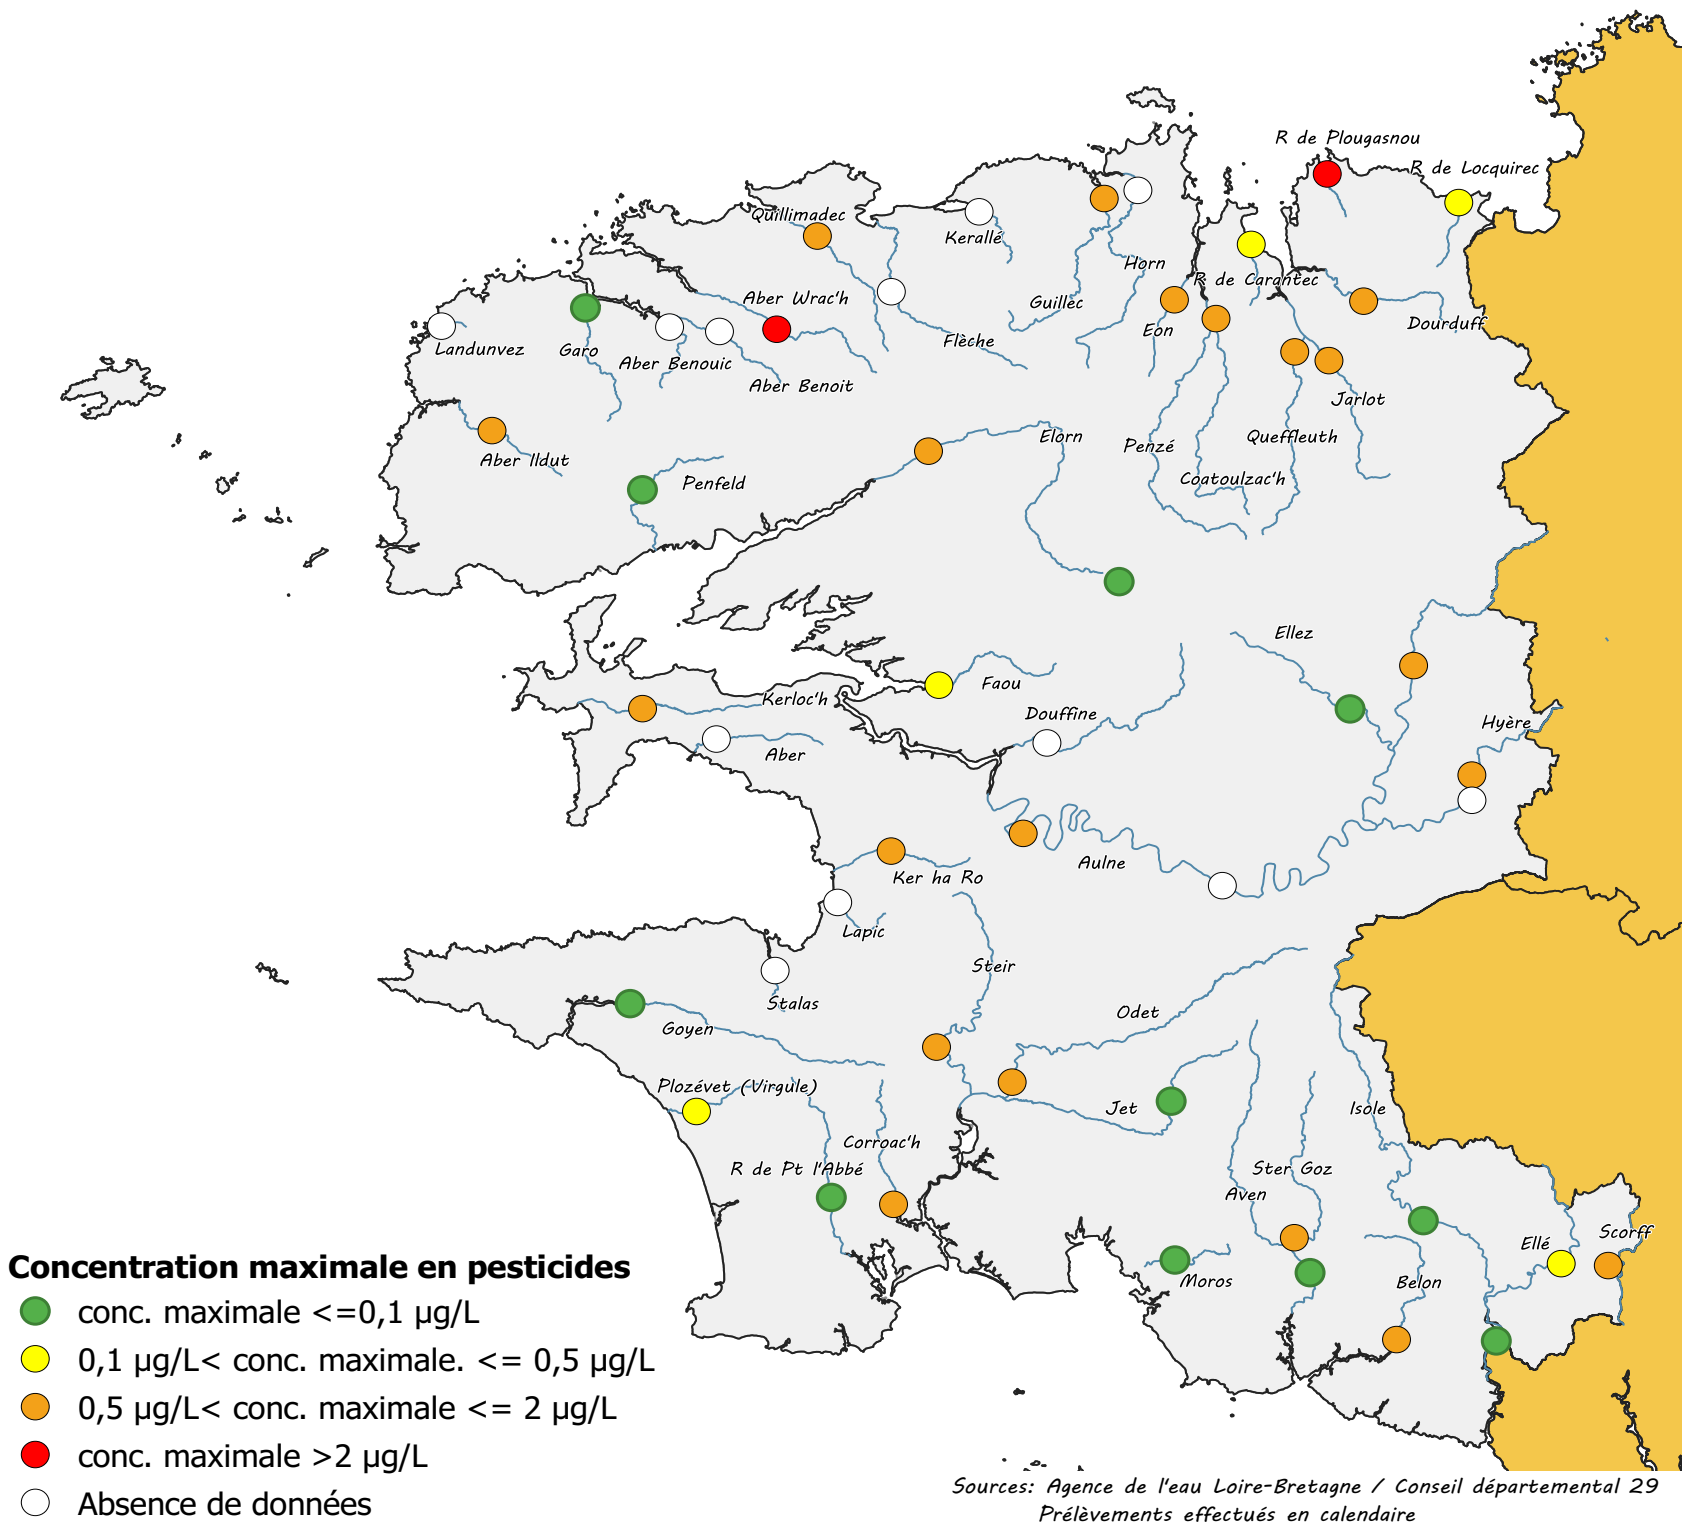 R de Plougasnou
R de Locquirec
Quillimadec
Kerallé
Horn
R de Carantec
Aber Wrac'h
Guillec
Eon
Dourduff
Landunvez
Garo
Aber Benouic
Flèche
Aber Benoit
Jarlot
Elorn
Penzé
Queffleuth
Aber Ildut
Penfeld
Coatoulzac'h
Ellez
Faou
Kerloc'h
Douffine
Hyère
Aber
Aulne
Ker ha Ro
Lapic
Steir
Stalas
Odet
Goyen
Plozévet (Virgule)
Jet
Isole
Corroac'h
R de Pt l'Abbé
Ster Goz
Aven
Scorff
Ellé
Moros
Belon
Concentration maximale en pesticides
conc. maximale <=0,1 µg/L
0,1 µg/L< conc. maximale. <= 0,5 µg/L
0,5 µg/L< conc. maximale <= 2 µg/L
conc. maximale >2 µg/L
Absence de données
Sources: Agence de l'eau Loire-Bretagne / Conseil départemental 29
Prélèvements effectués en calendaire